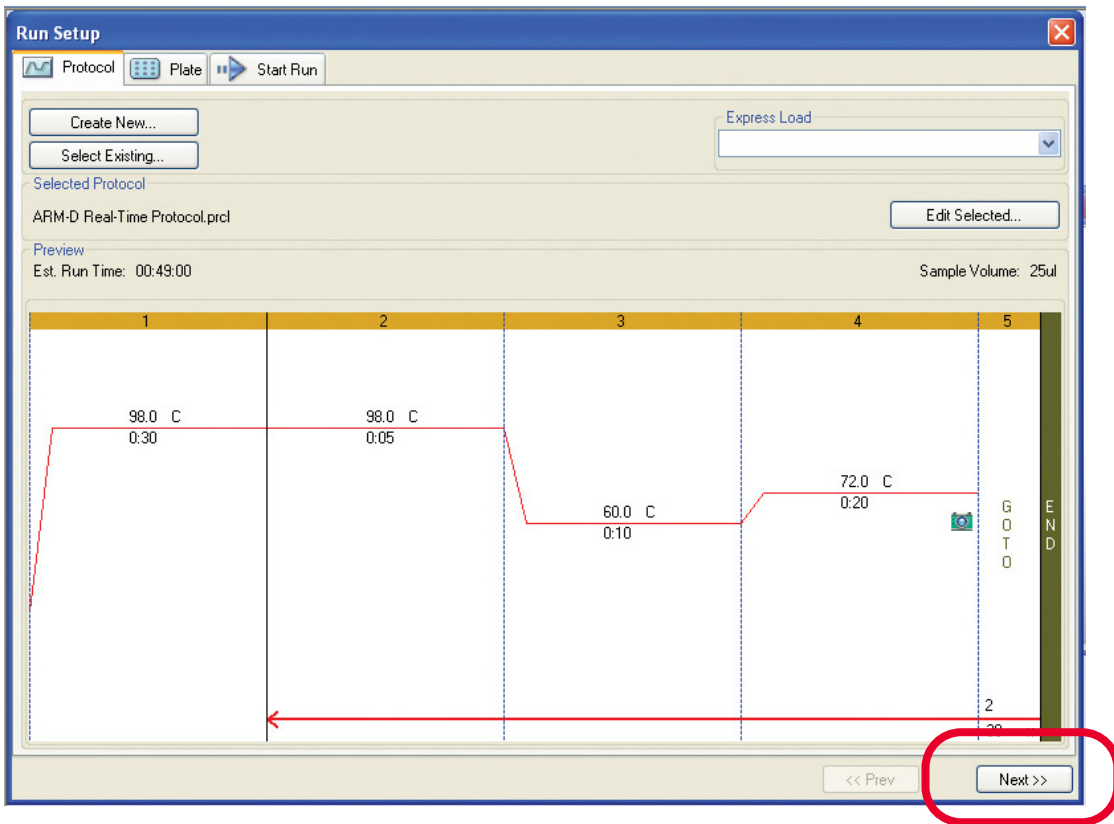 Run Setup
Protocol Plate Start Run
Create New...
Select Existing...
Express Load
Selected Protocol
ARM-D Real-Time Protocol.prcl
Edit Selected...
Preview
Est. Run Time: 00:49:00
Sample Volume: 25ul
1 2 3 4 5
98.0 C
0:30
98.0 C
0:05
60.0 C
0:10
72.0 C
0:20
GOTO
END
2
<< Prev
Next >>